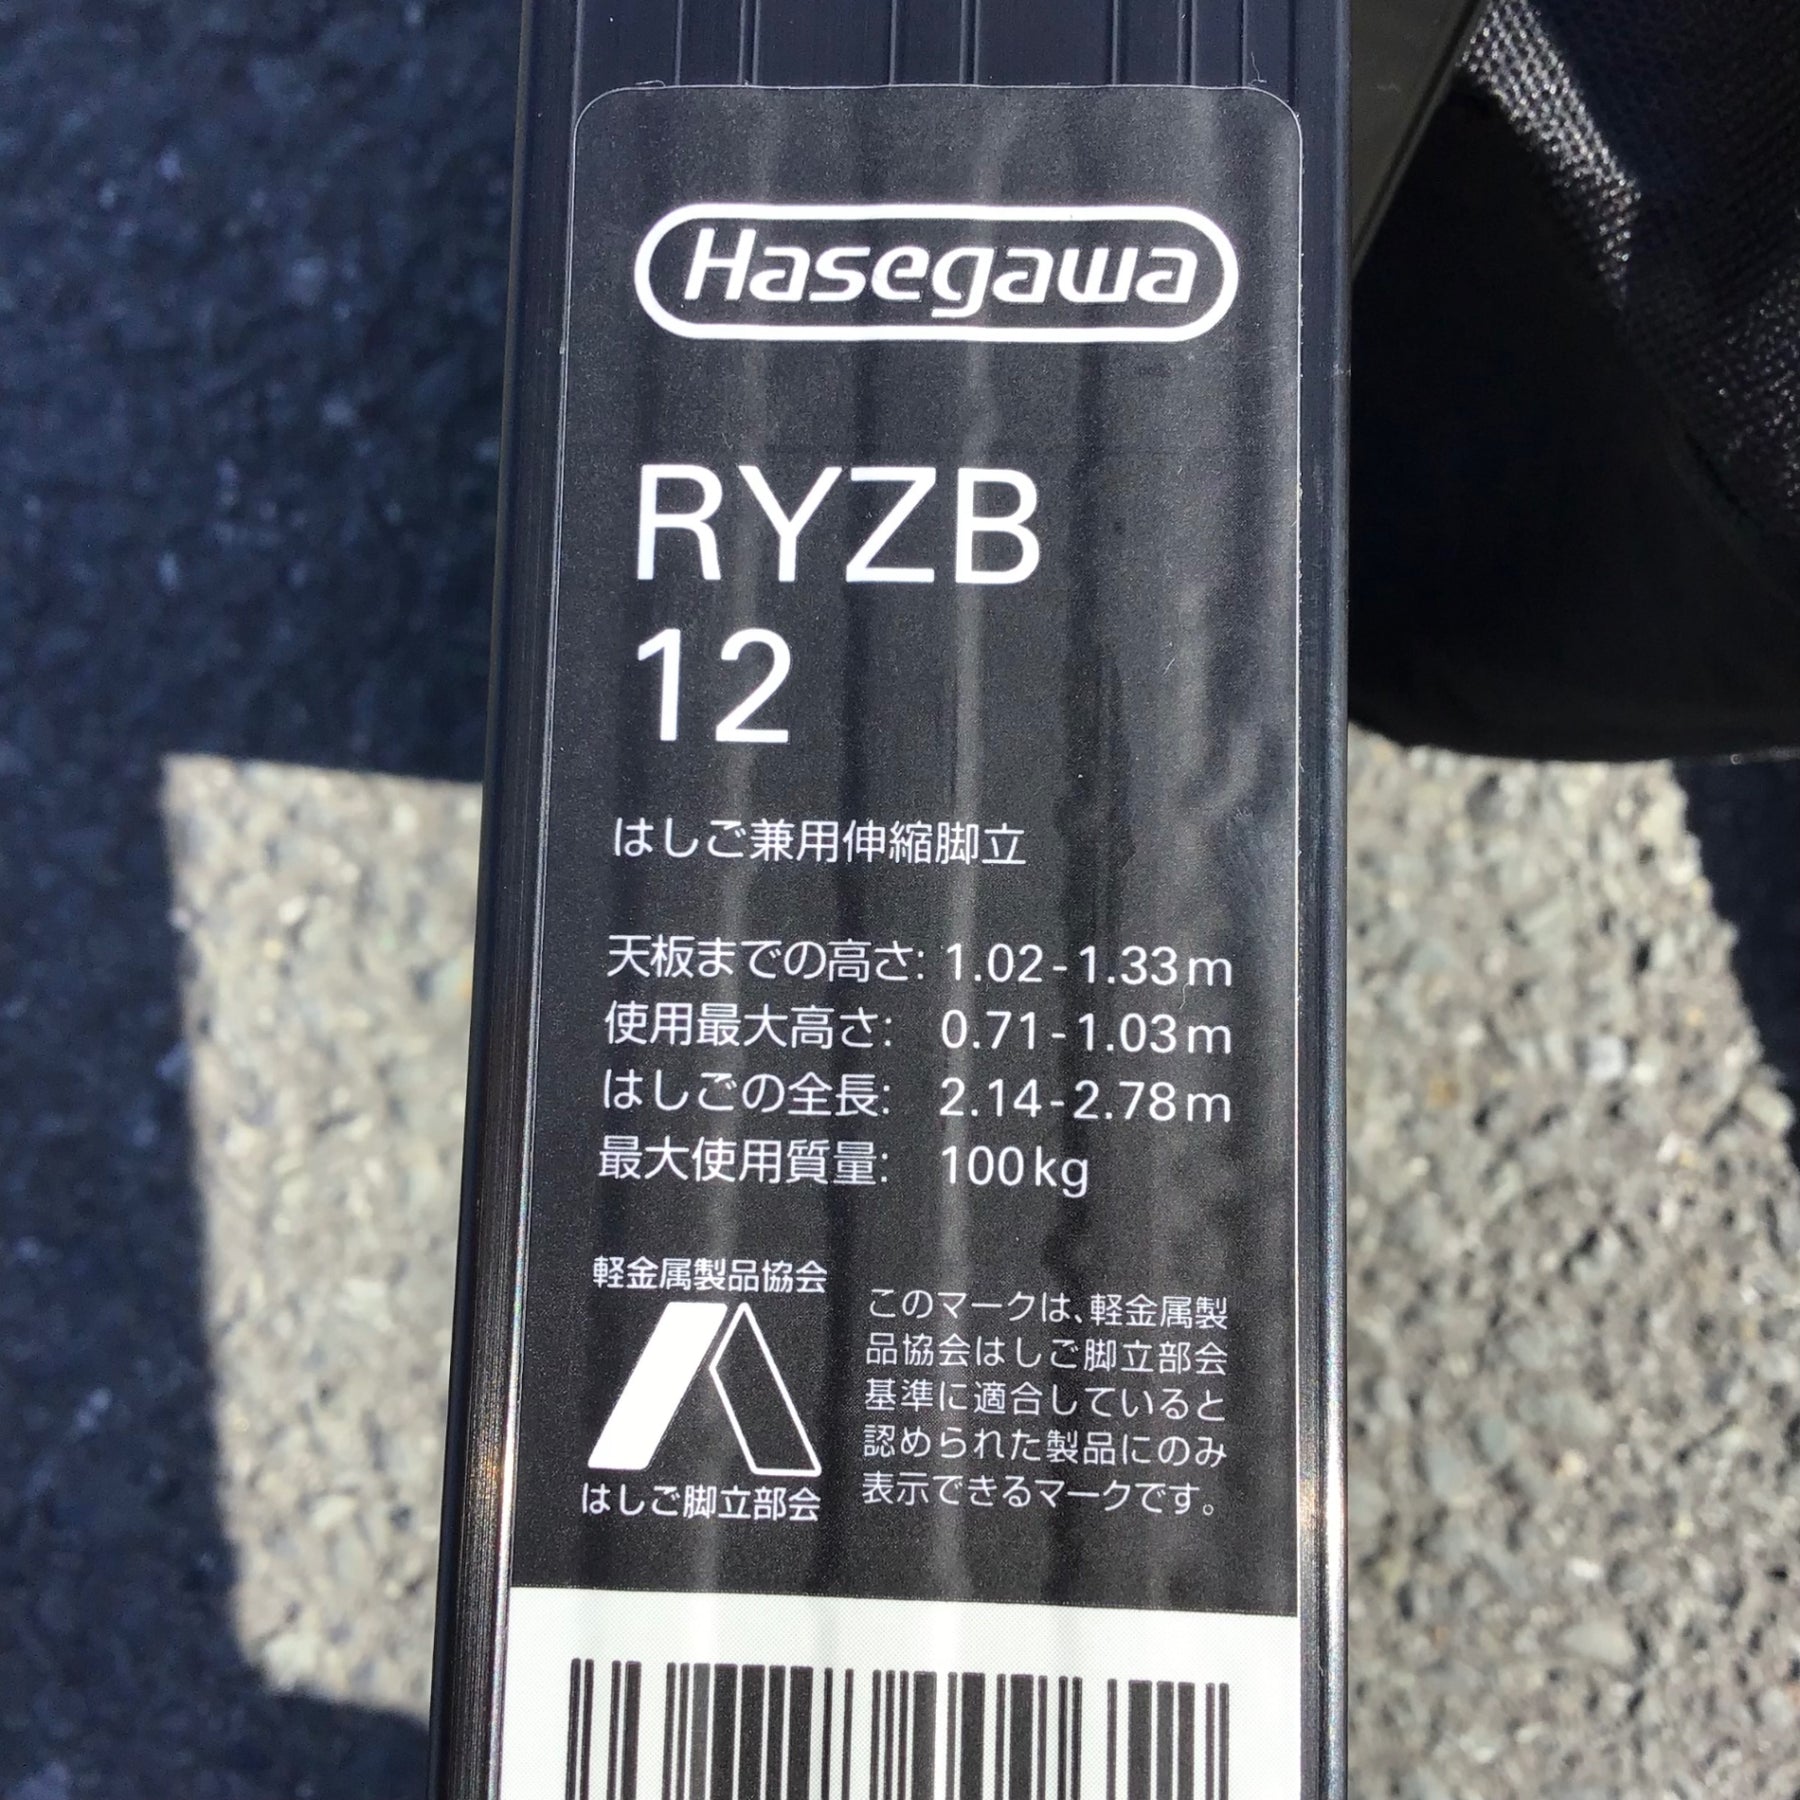 Hasegawa
RYZB
12
はしご兼用伸縮脚立
天板までの高さ: 1.02-1.33m
使用最大高さ: 0.71-1.03m
はしごの全長: 2.14-2.78m
最大使用質量: 100kg
軽金属製品協会
はしご脚立部会
このマークは、軽金属製
品協会はしご脚立部会
基準に適合していると
認められた製品にのみ
表示できるマークです。